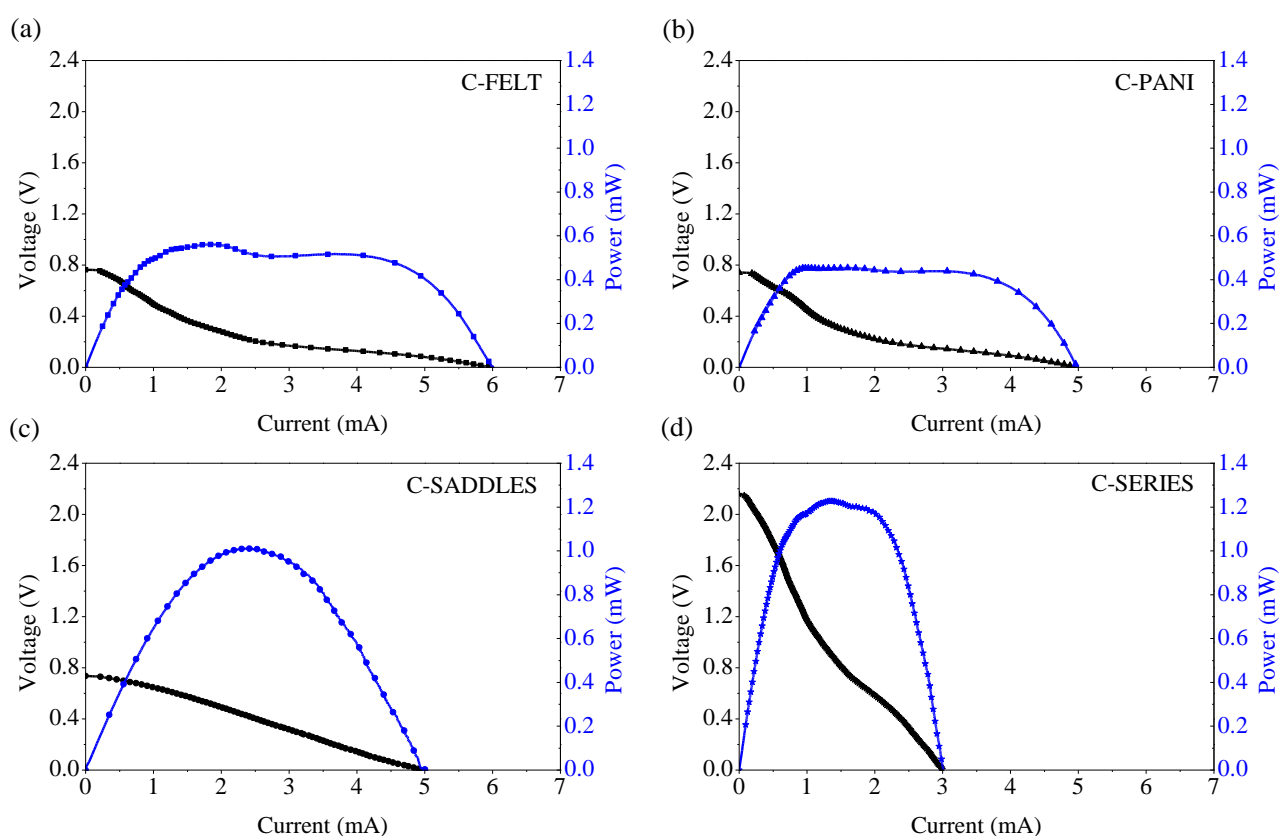 (a)
C-FELT
Voltage (V)
2.4
2.0
1.6
1.2
0.8
0.4
0.0
Power (mW)
1.4
1.2
1.0
0.8
0.6
0.4
0.2
0.0
0 1 2 3 4 5 6 7
Current (mA)
(b)
C-PANI
Voltage (V)
2.4
2.0
1.6
1.2
0.8
0.4
0.0
Power (mW)
1.4
1.2
1.0
0.8
0.6
0.4
0.2
0.0
0 1 2 3 4 5 6 7
Current (mA)
(c)
C-SADDLES
Voltage (V)
2.4
2.0
1.6
1.2
0.8
0.4
0.0
Power (mW)
1.4
1.2
1.0
0.8
0.6
0.4
0.2
0.0
0 1 2 3 4 5 6 7
Current (mA)
(d)
C-SERIES
Voltage (V)
2.4
2.0
1.6
1.2
0.8
0.4
0.0
Power (mW)
1.4
1.2
1.0
0.8
0.6
0.4
0.2
0.0
0 1 2 3 4 5 6 7
Current (mA)